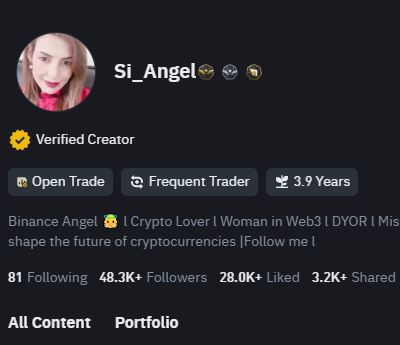 Si_Angel
Verified Creator
Open Trade Frequent Trader 3.9 Years
Binance Angel 👼 l Crypto Lover l Woman in Web3 l DYOR l Mis
shape the future of cryptocurrencies |Follow me l
81 Following 48.3K+ Followers 28.0K+ Liked 3.2K+ Shared
All Content Portfolio